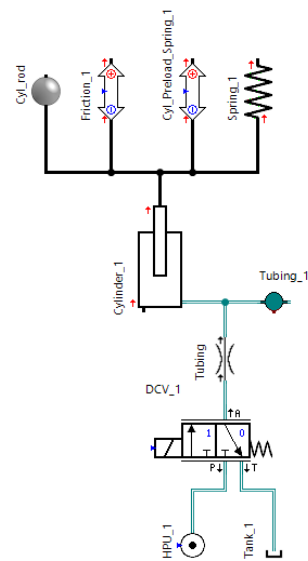 Cyl_rod
Friction_1
Cyl_Preload_Spring_1
Spring_1
Cylinder_1
Tubing_1
Tubing
DCV_1
A
1
0
P
T
HPU_1
Tank_1